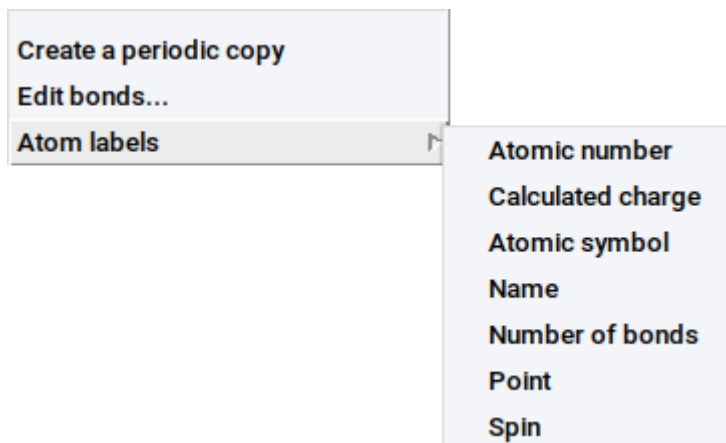 Create a periodic copy
Edit bonds...
Atom labels
Atomic number
Calculated charge
Atomic symbol
Name
Number of bonds
Point
Spin